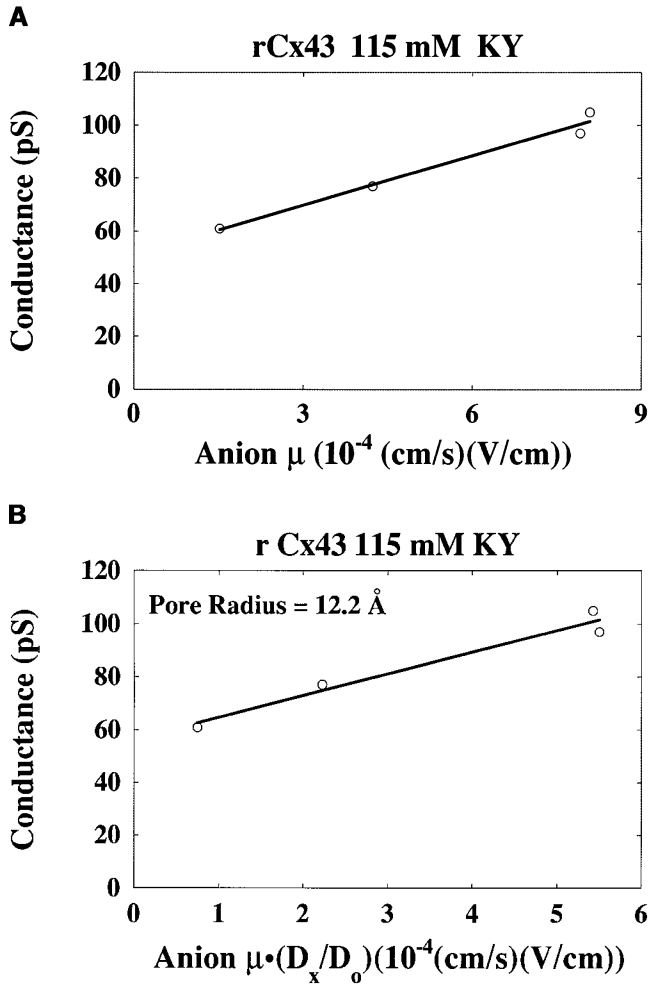 A
rCx43 115 mM KY
120
100
80
60
40
20
0
Conductance (pS)
0 3 6 9
Anion μ (10⁻⁴ (cm/s)(V/cm))
B
r Cx43 115 mM KY
Pore Radius = 12.2 Å
120
100
80
60
40
20
0
Conductance (pS)
0 1 2 3 4 5 6
Anion μ•(Dₓ/Dₒ)(10⁻⁴(cm/s)(V/cm))